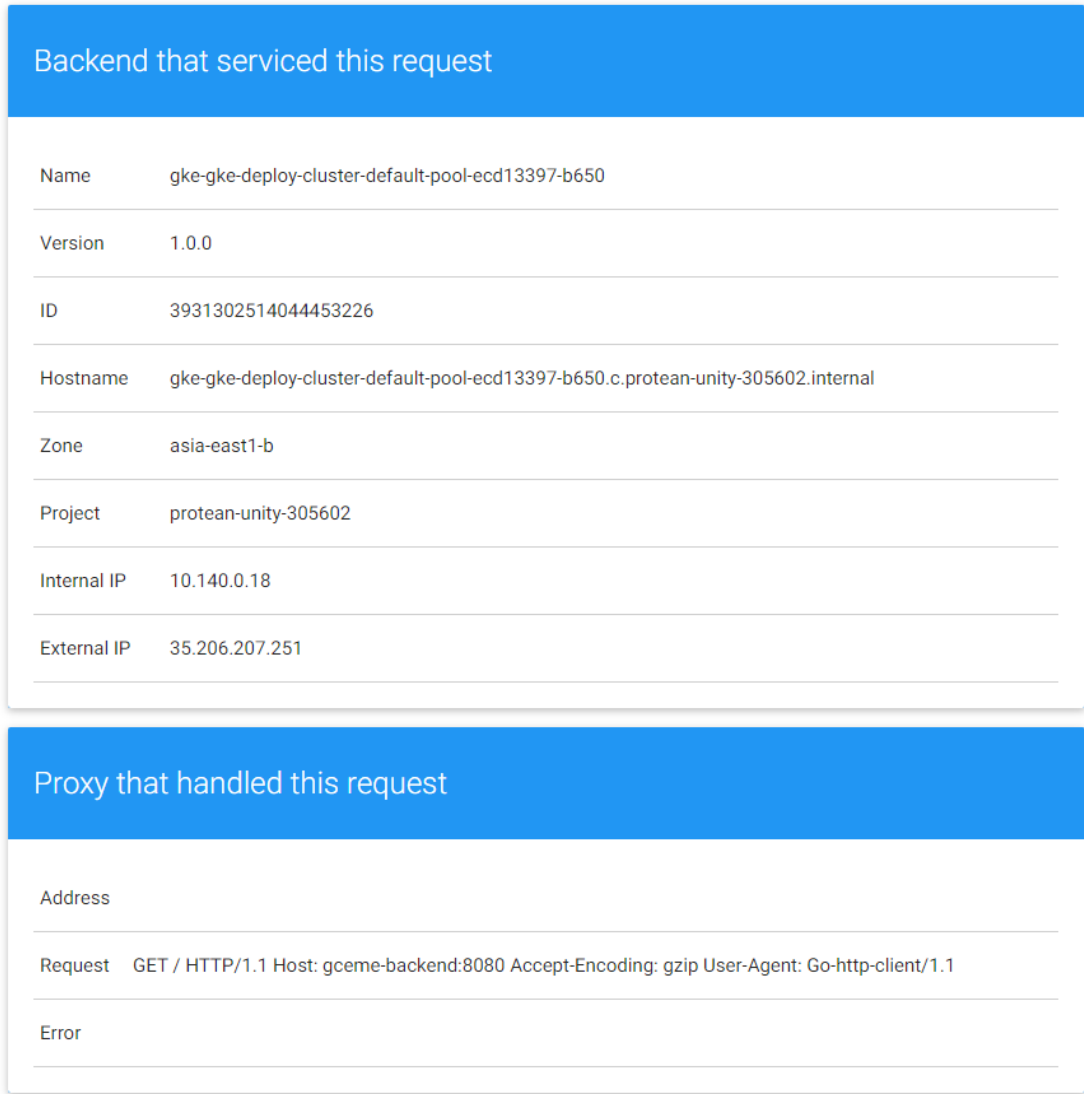 Backend that serviced this request
Name gke-gke-deploy-cluster-default-pool-ecd13397-b650
Version 1.0.0
ID 3931302514044453226
Hostname gke-gke-deploy-cluster-default-pool-ecd13397-b650.c.protean-unity-305602.internal
Zone asia-east1-b
Project protean-unity-305602
Internal IP 10.140.0.18
External IP 35.206.207.251
Proxy that handled this request
Address
Request GET / HTTP/1.1 Host: gceme-backend:8080 Accept-Encoding: gzip User-Agent: Go-http-client/1.1
Error